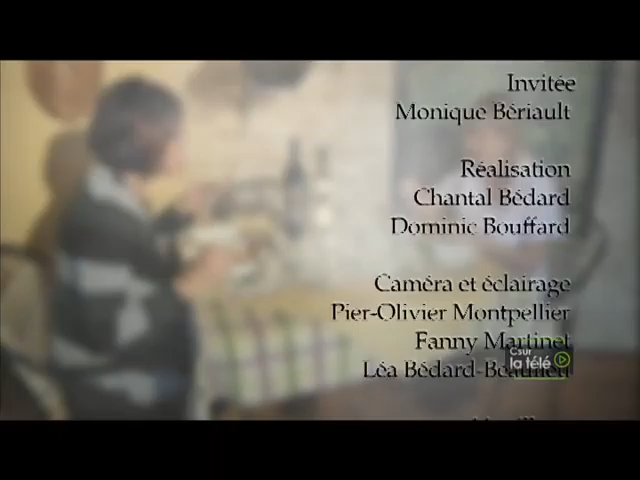 Invitée
Monique Bériault
Réalisation
Chantal Bédard
Dominic Bouffard
Caméra et éclairage
Pier-Olivier Montpellier
Fanny Martinet
Léa Bédard-Beaulieu
Csur
la télé